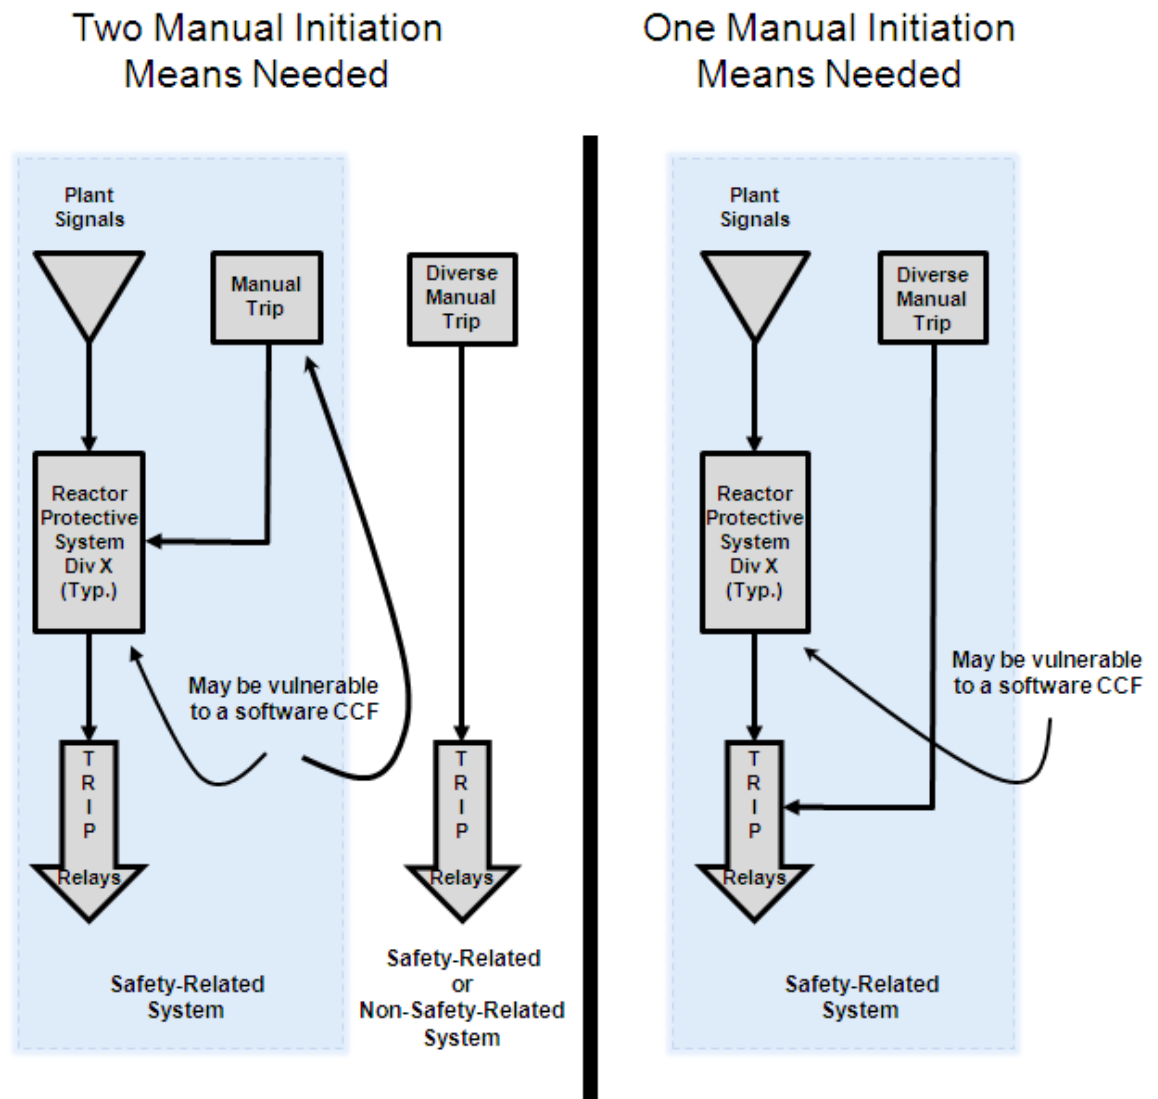 Two Manual Initiation
Means Needed
One Manual Initiation
Means Needed
Plant
Signals
Manual
Trip
Diverse
Manual
Trip
Reactor
Protective
System
Div X
(Typ.)
May be vulnerable
to a software CCF
T
R
I
P
Relays
T
R
I
P
Relays
Safety-Related
System
Safety-Related
or
Non-Safety-Related
System
Plant
Signals
Diverse
Manual
Trip
Reactor
Protective
System
Div X
(Typ.)
May be vulnerable
to a software CCF
T
R
I
P
Relays
Safety-Related
System